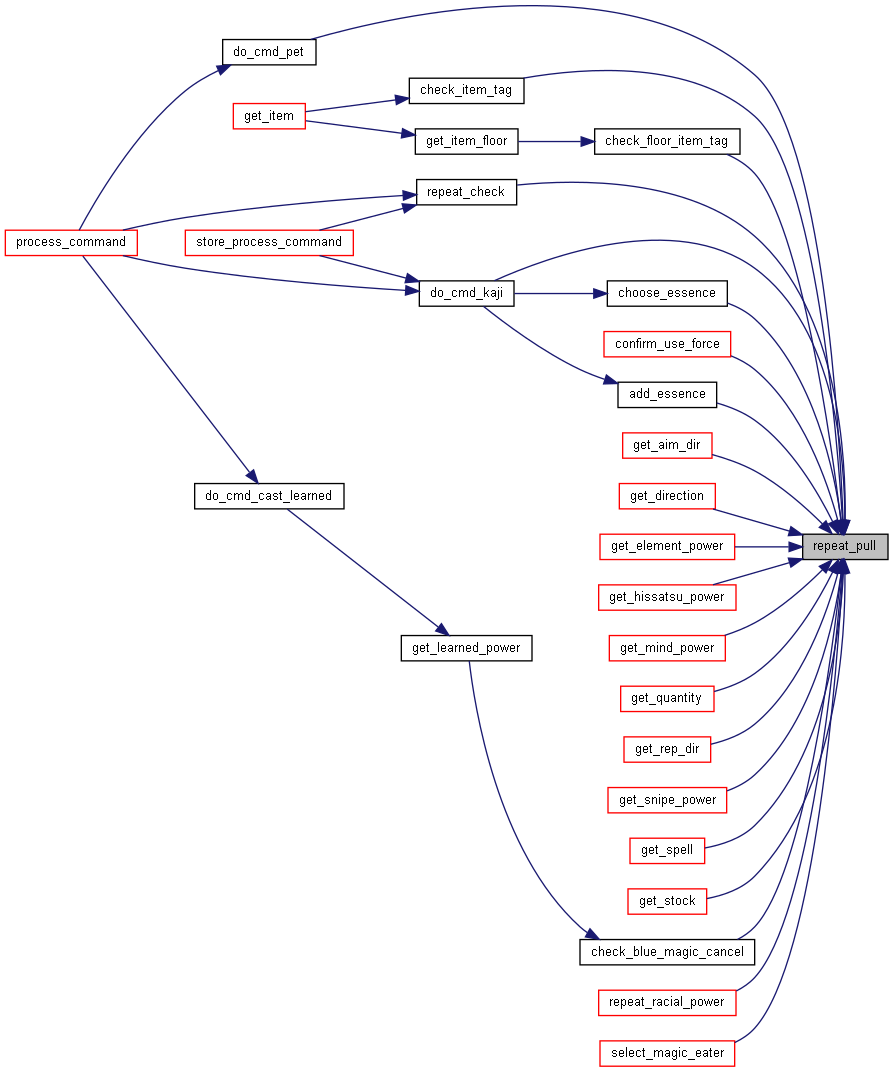 do_cmd_pet
check_item_tag
get_item
get_item_floor
check_floor_item_tag
repeat_check
process_command
store_process_command
do_cmd_kaji
choose_essence
confirm_use_force
add_essence
get_aim_dir
do_cmd_cast_learned
get_direction
repeat_pull
get_element_power
get_hissatsu_power
get_learned_power
get_mind_power
get_quantity
get_rep_dir
get_snipe_power
get_spell
get_stock
check_blue_magic_cancel
repeat_racial_power
select_magic_eater